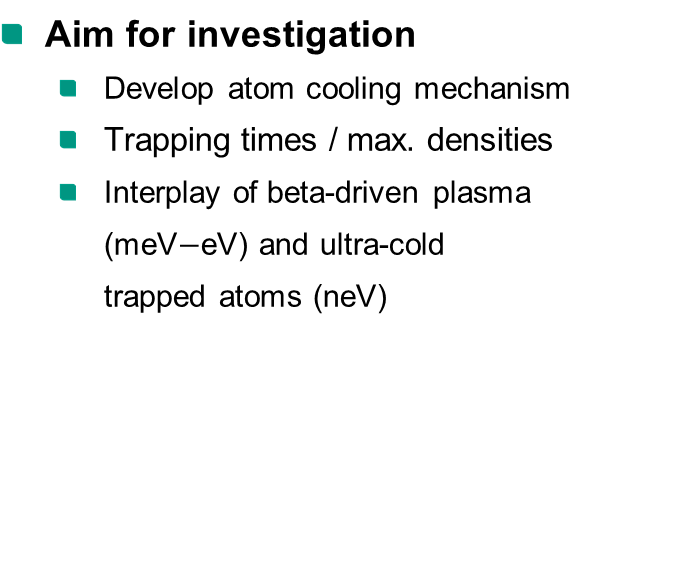 Aim for investigation
Develop atom cooling mechanism
Trapping times / max. densities
Interplay of beta-driven plasma
(meV–eV) and ultra-cold
trapped atoms (neV)